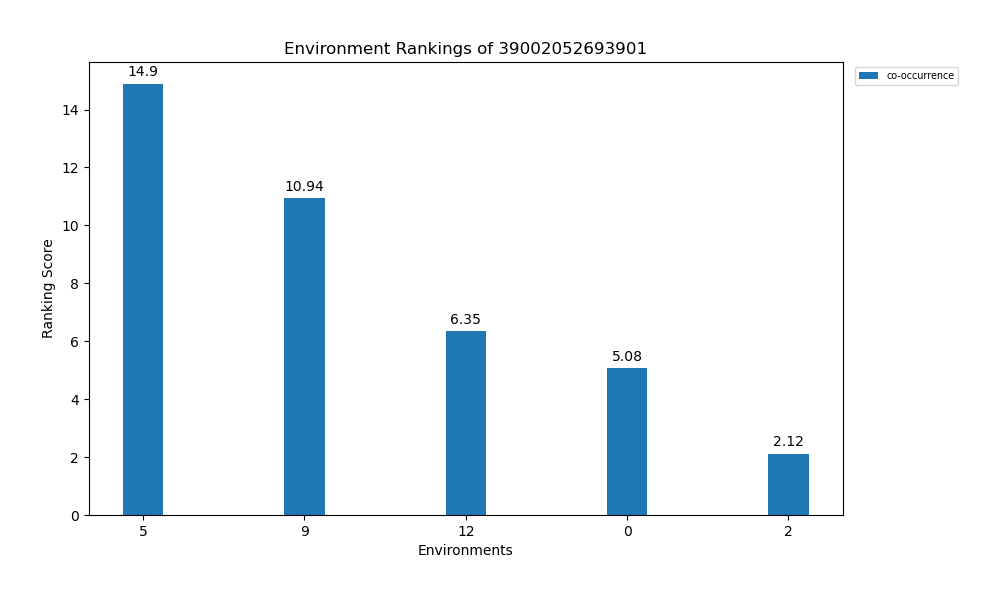 Environment Rankings of 39002052693901
co-occurrence
14.9
10.94
6.35
5.08
2.12
Ranking Score
14
12
10
8
6
4
2
0
5 9 12 0 2
Environments